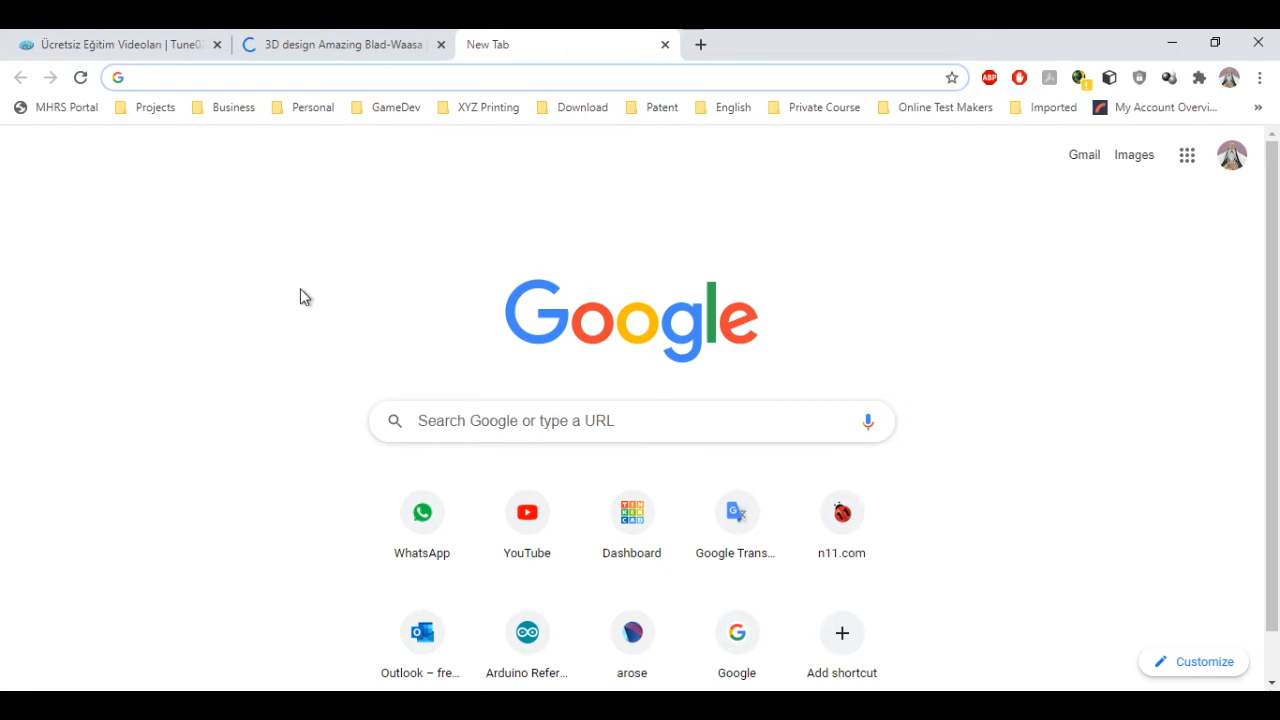 Ücretsiz Eğitim Videoları | Tune02
3D design Amazing Blad-Waasa
New Tab
MHRS Portal
Projects
Business
Personal
GameDev
XYZ Printing
Download
Patent
English
Private Course
Online Test Makers
Imported
My Account Overvi...
»
ABP
Gmail
Images
Google
Search Google or type a URL
WhatsApp
YouTube
Dashboard
Google Trans...
n11.com
Outlook – fre...
Arduino Refer...
arose
Google
Add shortcut
Customize